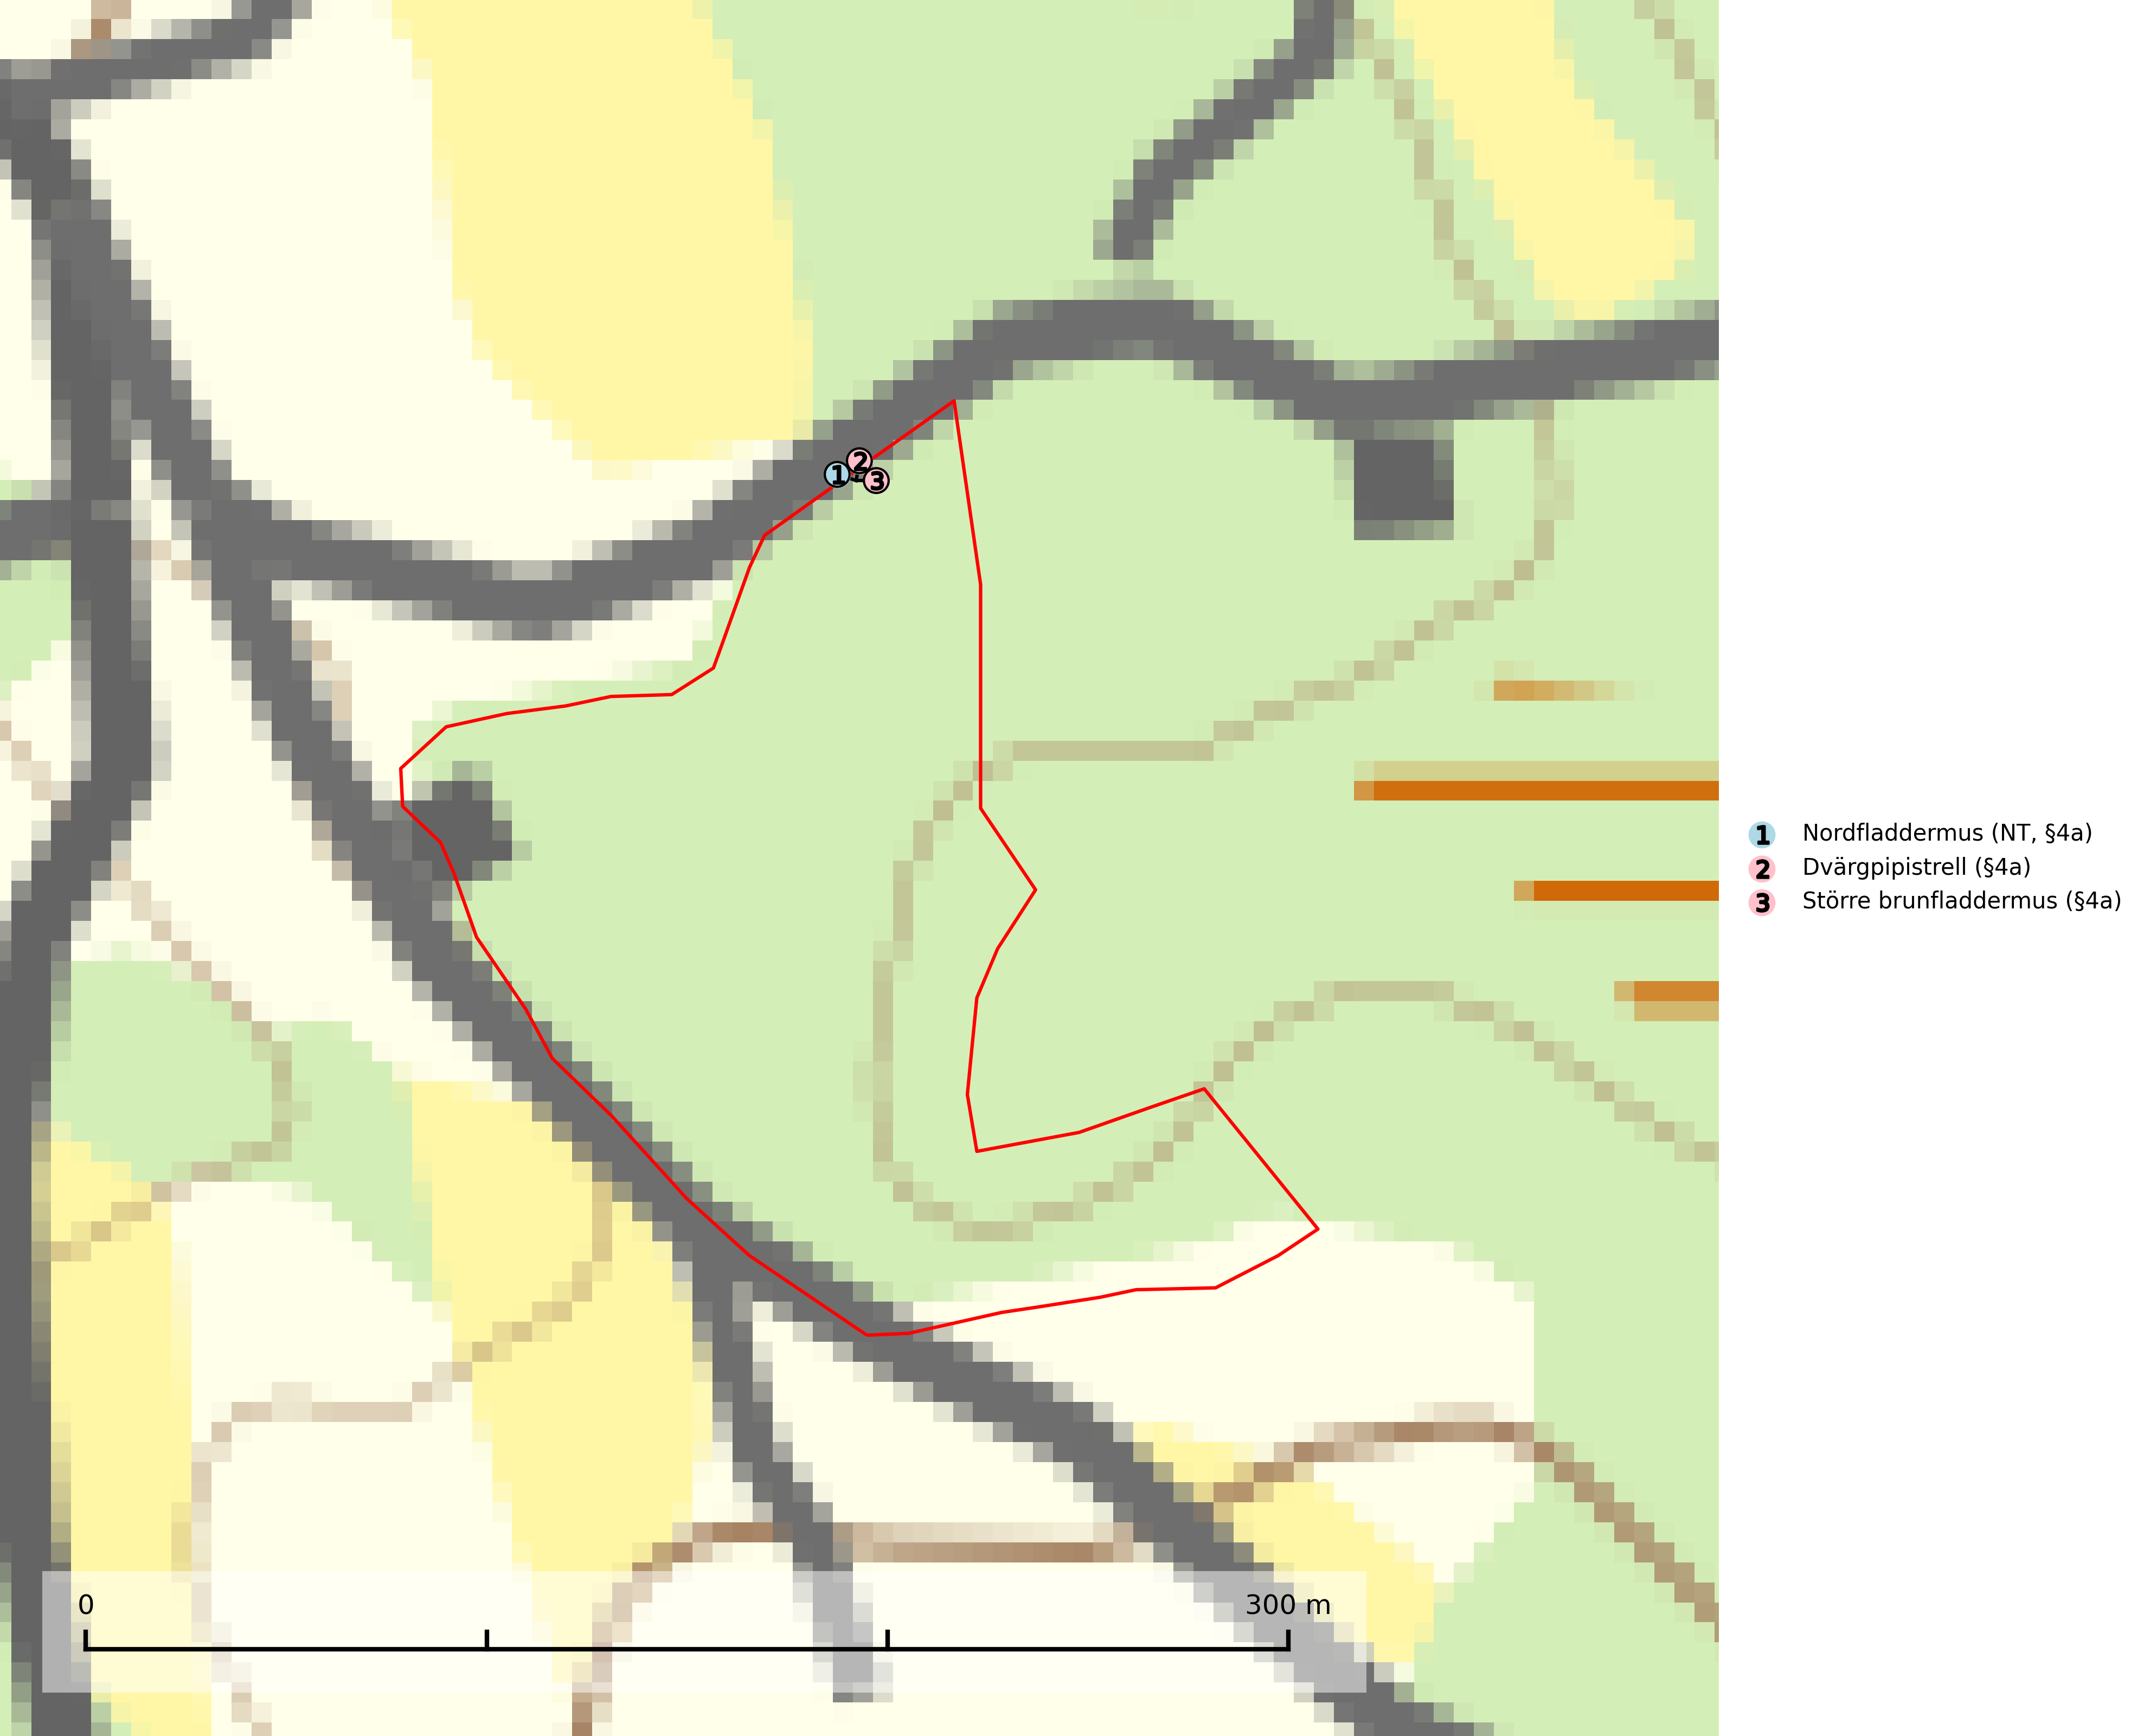 2
1
3
1 Nordfladdermus (NT, §4a)
2 Dvärgpipistrell (§4a)
3 Större brunfladdermus (§4a)
0 300 m